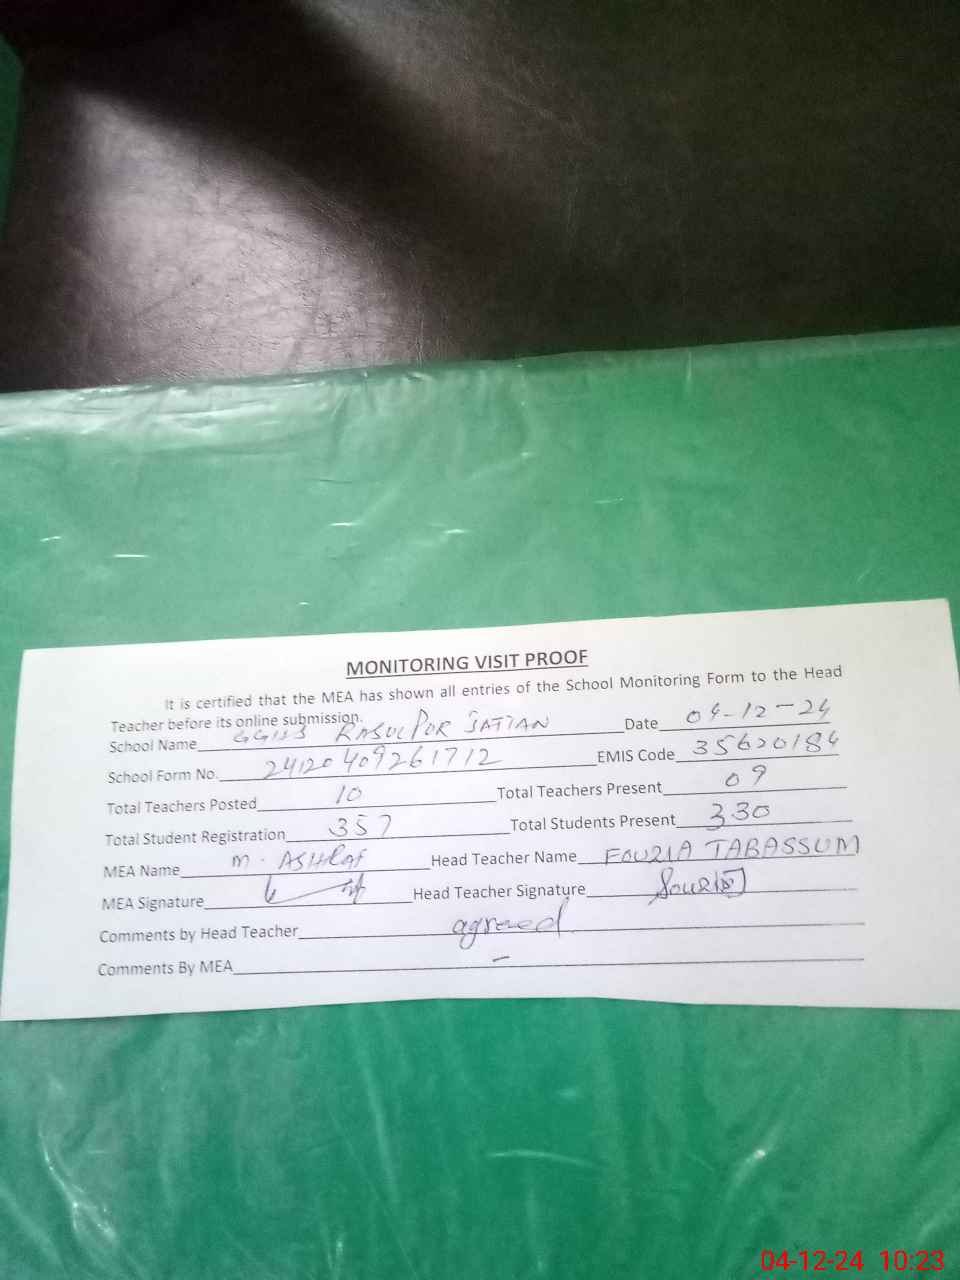 MONITORING VISIT PROOF
It is certified that the MEA has shown all entries of the School Monitoring Form to the Head
Teacher before its online submission.
School Name RASULPUR JATTAN Date 04-12-24
School Form No. 24120409261712 EMIS Code 35620184
Total Teachers Posted 10 Total Teachers Present 09
Total Student Registration 357 Total Students Present 330
MEA Name M. ASHRAF Head Teacher Name FOUZIA TABASSUM
MEA Signature Head Teacher Signature
Comments by Head Teacher agreed
Comments By MEA –
04-12-24 10:23